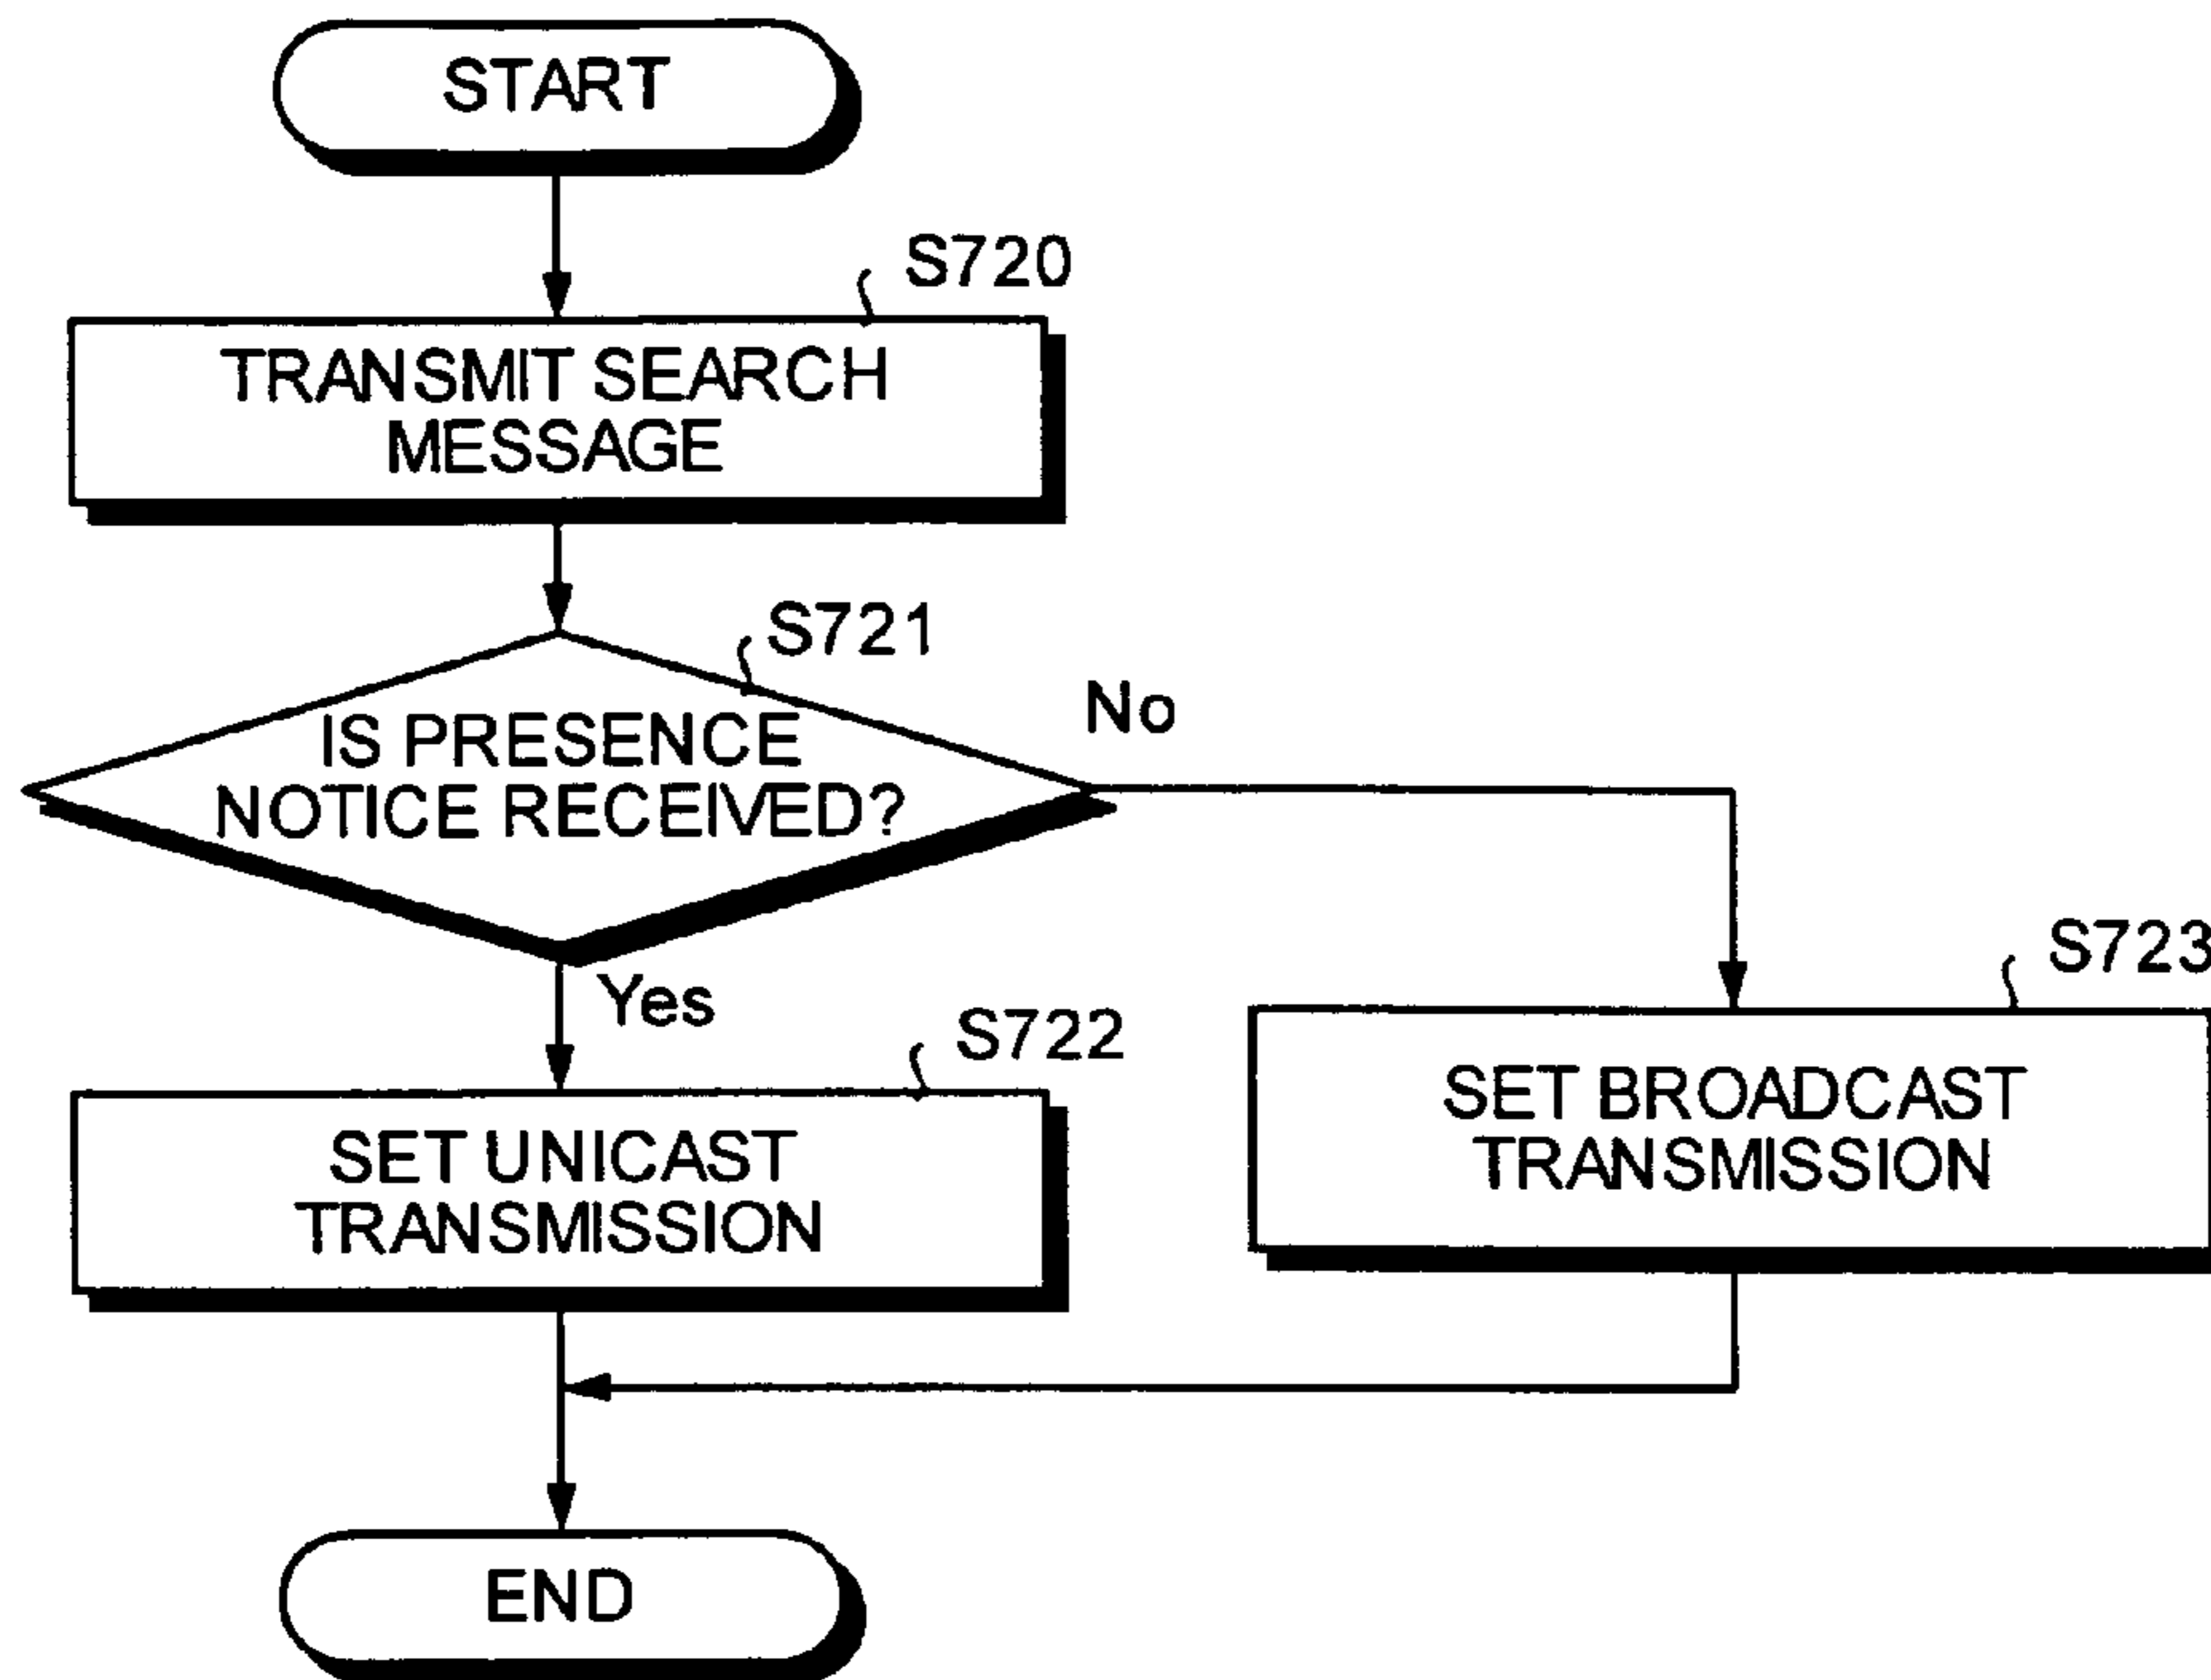 START
S720
TRANSMIT SEARCH
MESSAGE
S721
IS PRESENCE
NOTICE RECEIVED?
No
Yes
S722
SET UNICAST
TRANSMISSION
S723
SET BROADCAST
TRANSMISSION
END